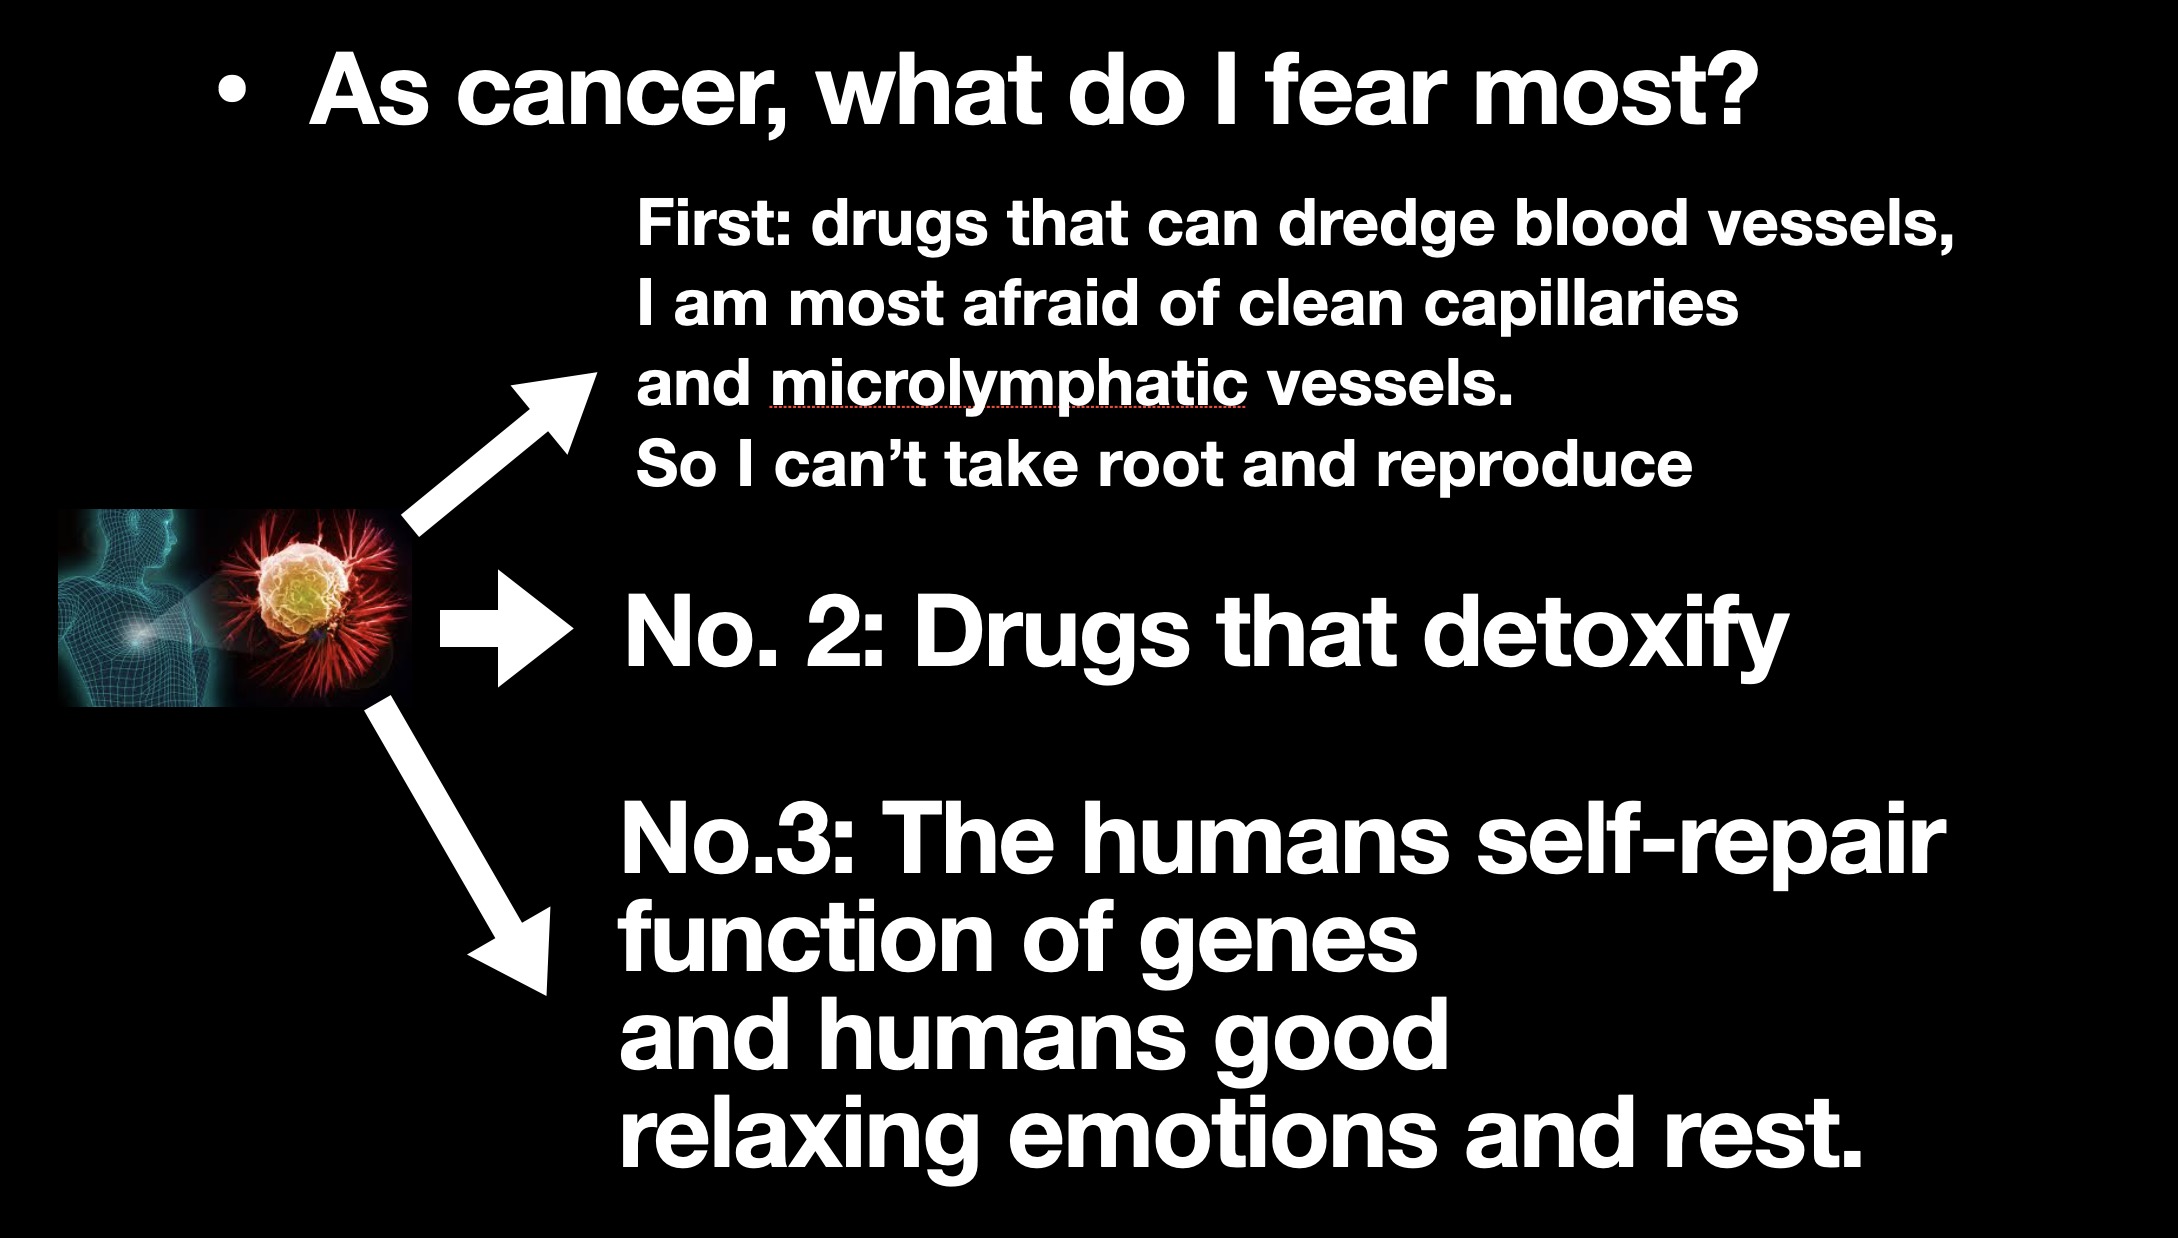 • As cancer, what do I fear most?
First: drugs that can dredge blood vessels,
I am most afraid of clean capillaries
and microlymphatic vessels.
So I can’t take root and reproduce
No. 2: Drugs that detoxify
No.3: The humans self-repair
function of genes
and humans good
relaxing emotions and rest.